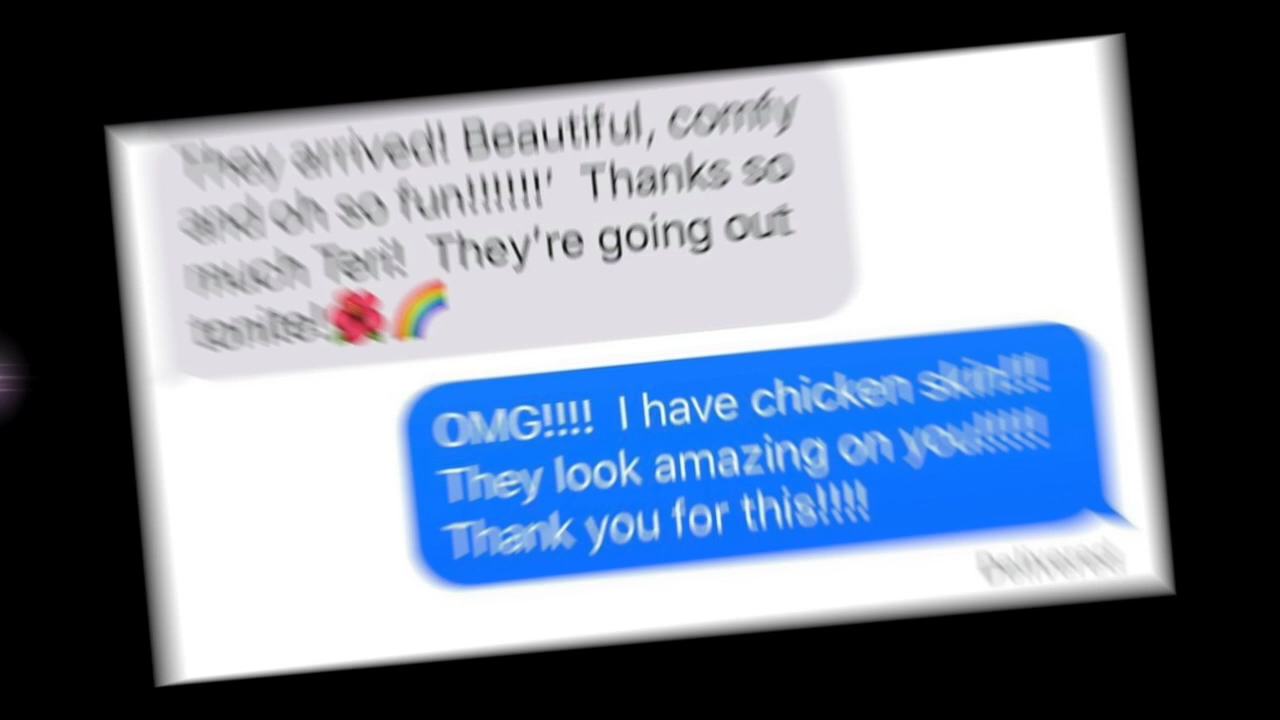 They arrived! Beautiful, comfy
and oh so fun!!!!!!' Thanks so
much Teri! They're going out
tonite!🌺🌈
OMG!!!! I have chicken skin!!!!
They look amazing on you!!!!!!
Thank you for this!!!!
Delivered